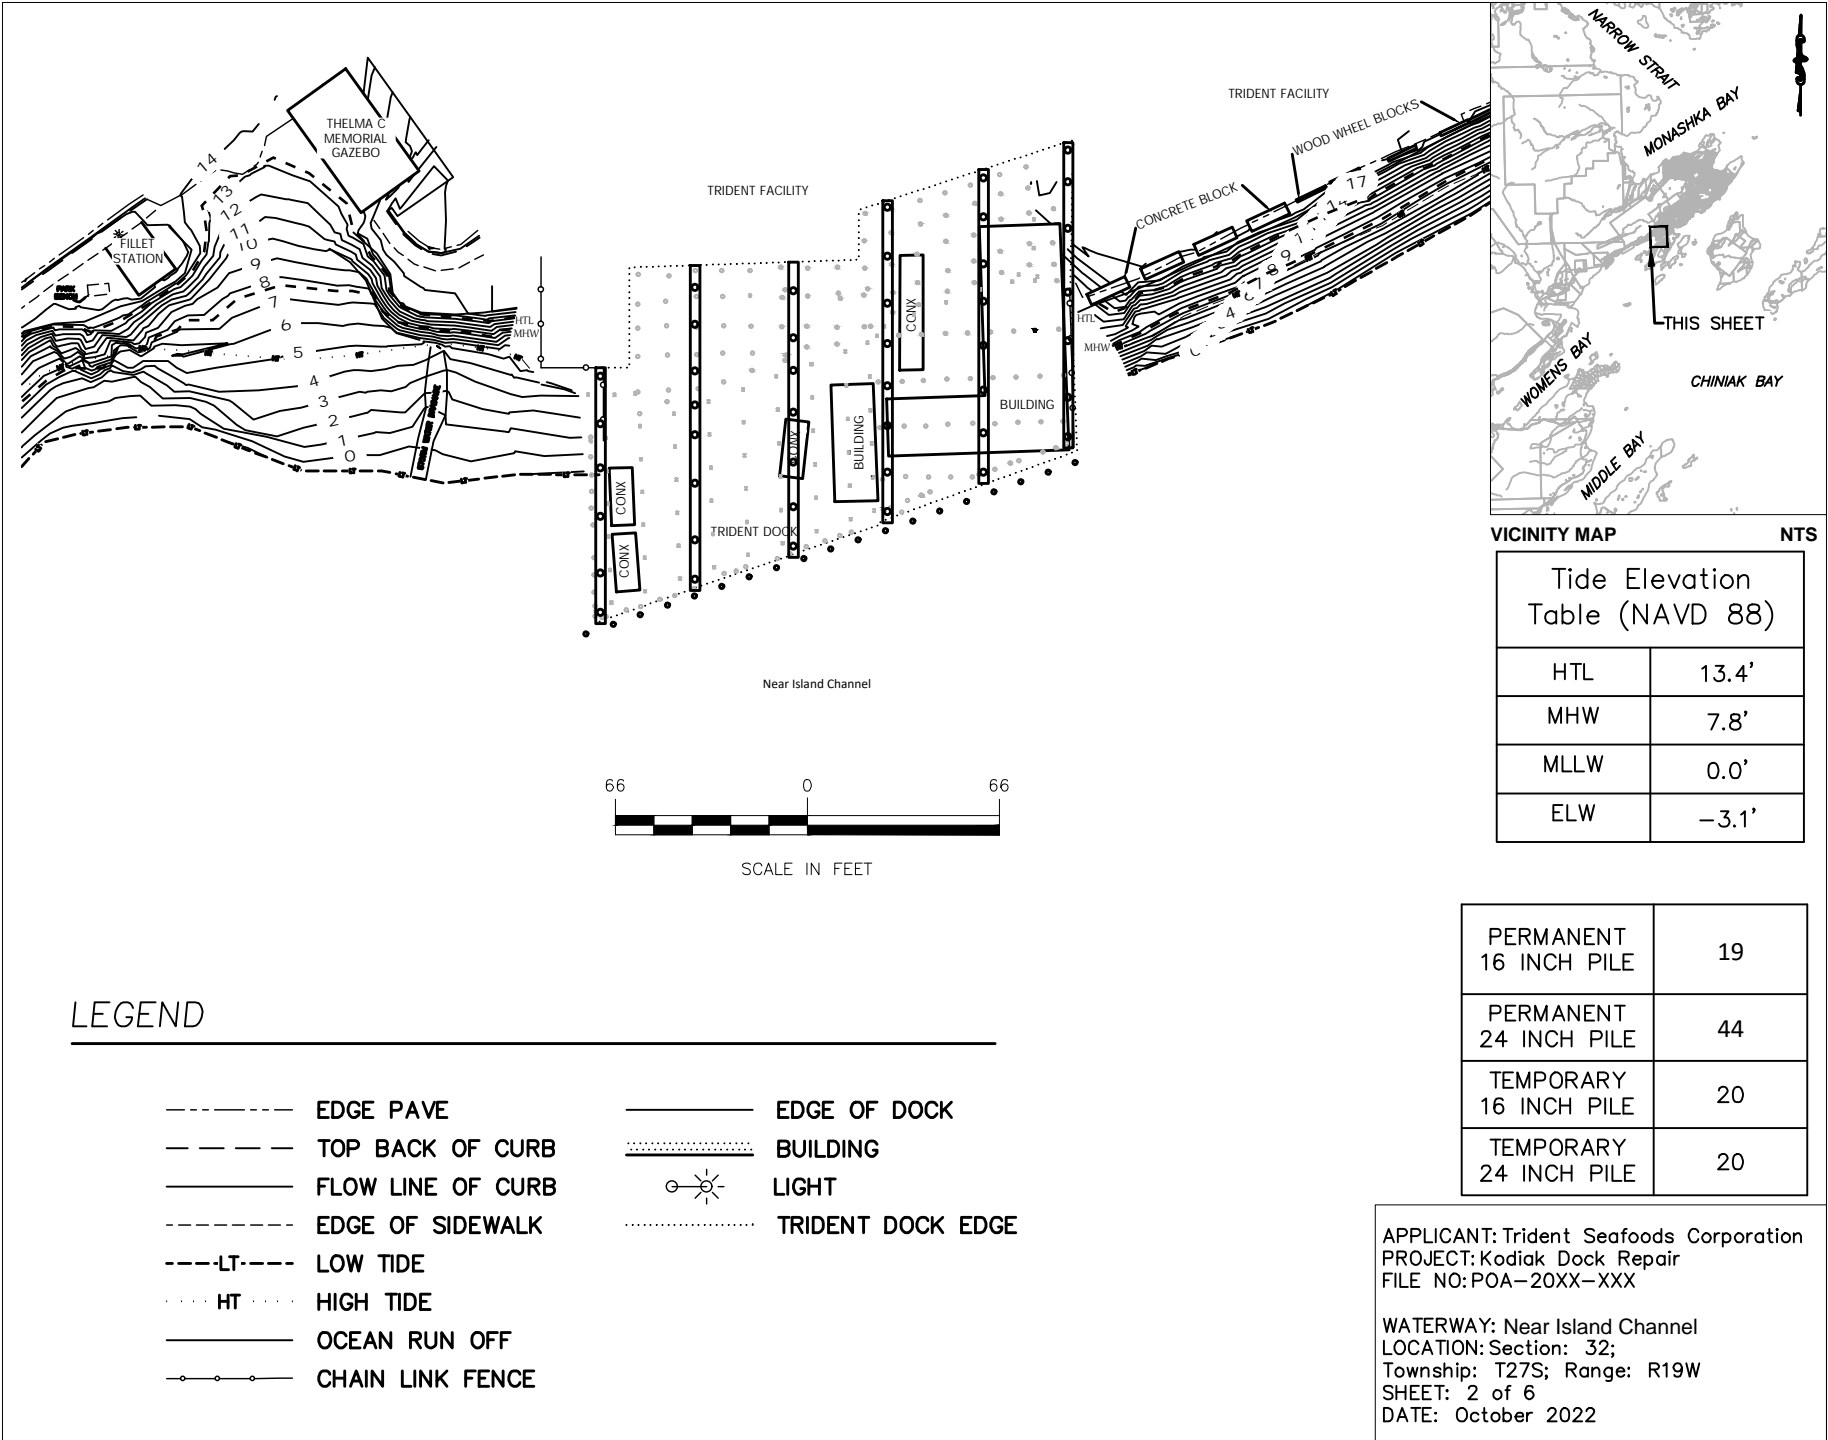 THELMA C
MEMORIAL
GAZEBO
14
13
12
11
10
9
8
7
6
5
4
3
2
1
0
FILLET
STATION
PARK
BENCH
HTL
MHW
TRIDENT FACILITY
CONX
CONX
TRIDENT DOCK
BUILDING
CONX
BUILDING
TRIDENT FACILITY
WOOD WHEEL BLOCKS
CONCRETE BLOCK
17
9
8
7
4
HTL
MHW
Near Island Channel
66
0
66
SCALE IN FEET
NARROW STRAIT
MONASHKA BAY
THIS SHEET
WOMENS BAY
CHINIAK BAY
MIDDLE BAY
VICINITY MAP NTS
Tide Elevation
Table (NAVD 88)
HTL 13.4’
MHW 7.8’
MLLW 0.0’
ELW −3.1’
PERMANENT
16 INCH PILE 19
PERMANENT
24 INCH PILE 44
TEMPORARY
16 INCH PILE 20
TEMPORARY
24 INCH PILE 20
LEGEND
EDGE PAVE
TOP BACK OF CURB
FLOW LINE OF CURB
EDGE OF SIDEWALK
LT LOW TIDE
HT HIGH TIDE
OCEAN RUN OFF
CHAIN LINK FENCE
EDGE OF DOCK
BUILDING
LIGHT
TRIDENT DOCK EDGE
APPLICANT: Trident Seafoods Corporation
PROJECT: Kodiak Dock Repair
FILE NO: POA−20XX−XXX
WATERWAY: Near Island Channel
LOCATION: Section: 32;
Township: T27S; Range: R19W
SHEET: 2 of 6
DATE: October 2022